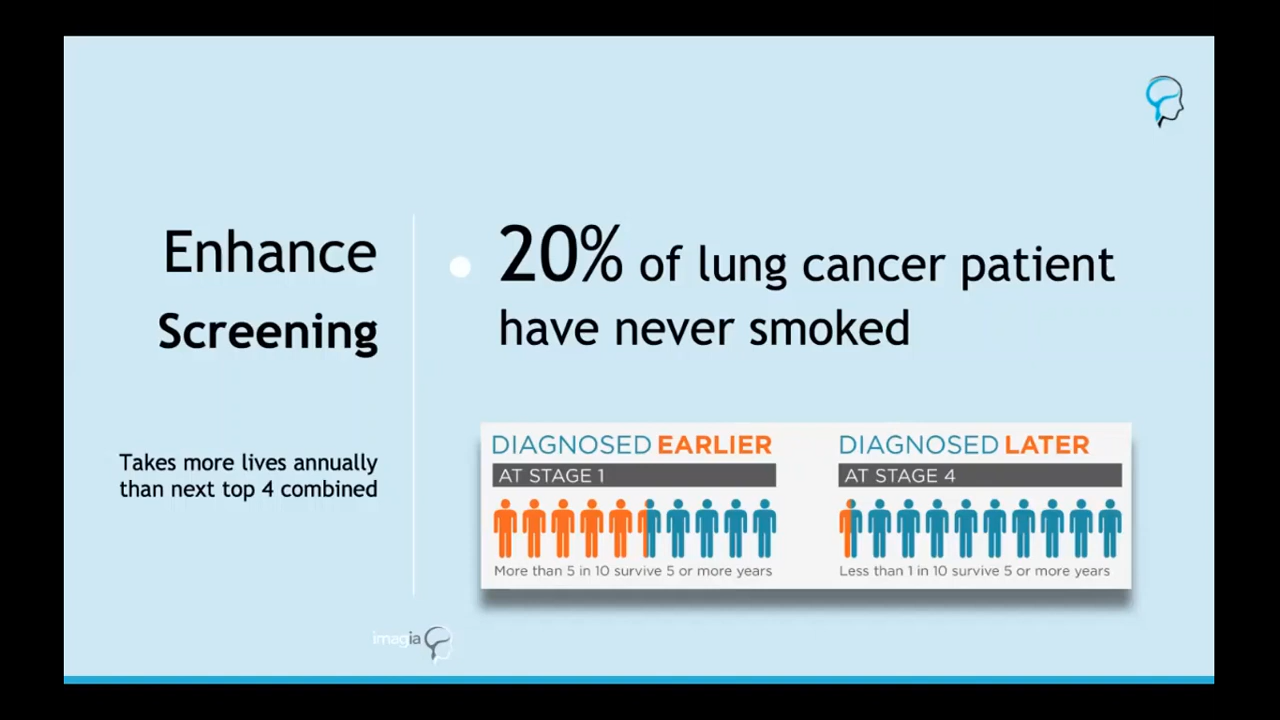 Enhance
Screening
Takes more lives annually
than next top 4 combined
20% of lung cancer patient
have never smoked
DIAGNOSED EARLIER
AT STAGE 1
More than 5 in 10 survive 5 or more years
DIAGNOSED LATER
AT STAGE 4
Less than 1 in 10 survive 5 or more years
imagia